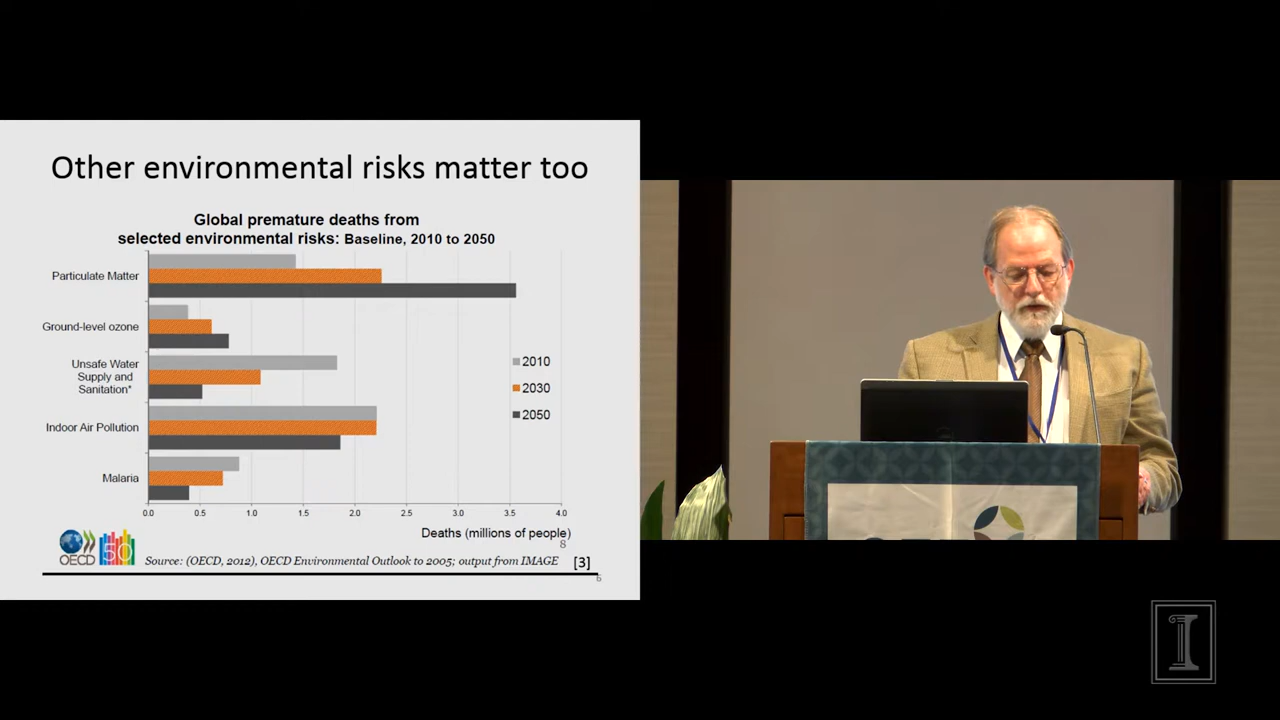 Other environmental risks matter too
Global premature deaths from
selected environmental risks: Baseline, 2010 to 2050
Particulate Matter
Ground-level ozone
Unsafe Water
Supply and
Sanitation*
Indoor Air Pollution
Malaria
2010
2030
2050
0.0 0.5 1.0 1.5 2.0 2.5 3.0 3.5 4.0
Deaths (millions of people)
8
OECD
50
Source: (OECD, 2012), OECD Environmental Outlook to 2005; output from IMAGE
[3]
6
I